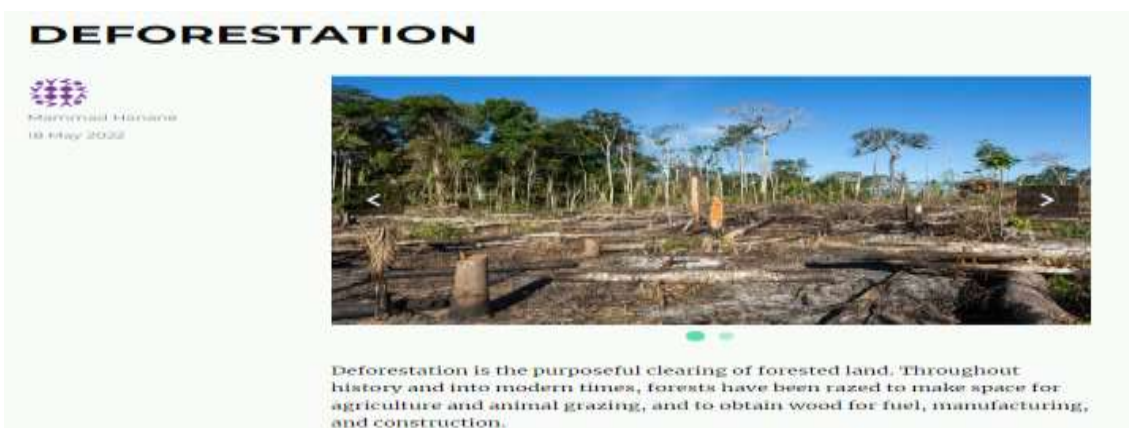 DEFORESTATION
Mammad Hanane
18 May 2022
<
>
Deforestation is the purposeful clearing of forested land. Throughout
history and into modern times, forests have been razed to make space for
agriculture and animal grazing, and to obtain wood for fuel, manufacturing,
and construction.